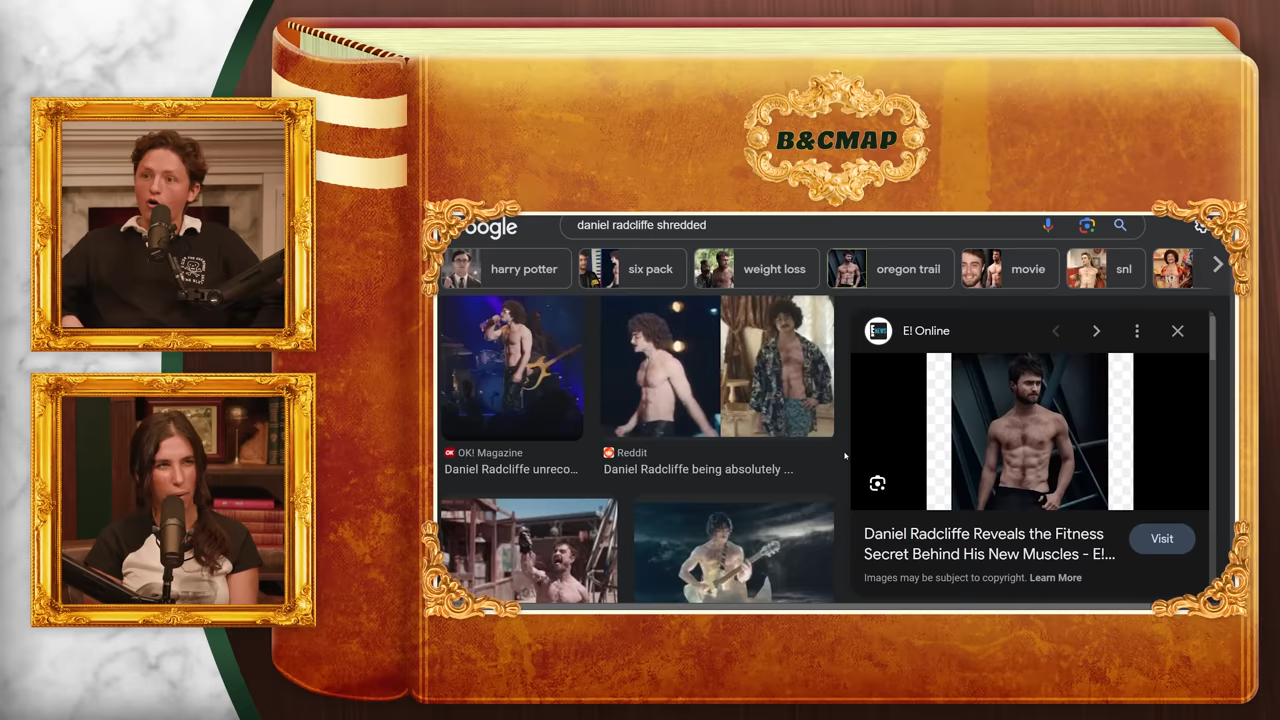 B&CMAP
oogle
daniel radcliffe shredded
harry potter
six pack
weight loss
oregon trail
movie
snl
OK! Magazine
Daniel Radcliffe unreco...
Reddit
Daniel Radcliffe being absolutely ...
E! Online
Daniel Radcliffe Reveals the Fitness
Secret Behind His New Muscles - E!...
Visit
Images may be subject to copyright. Learn More